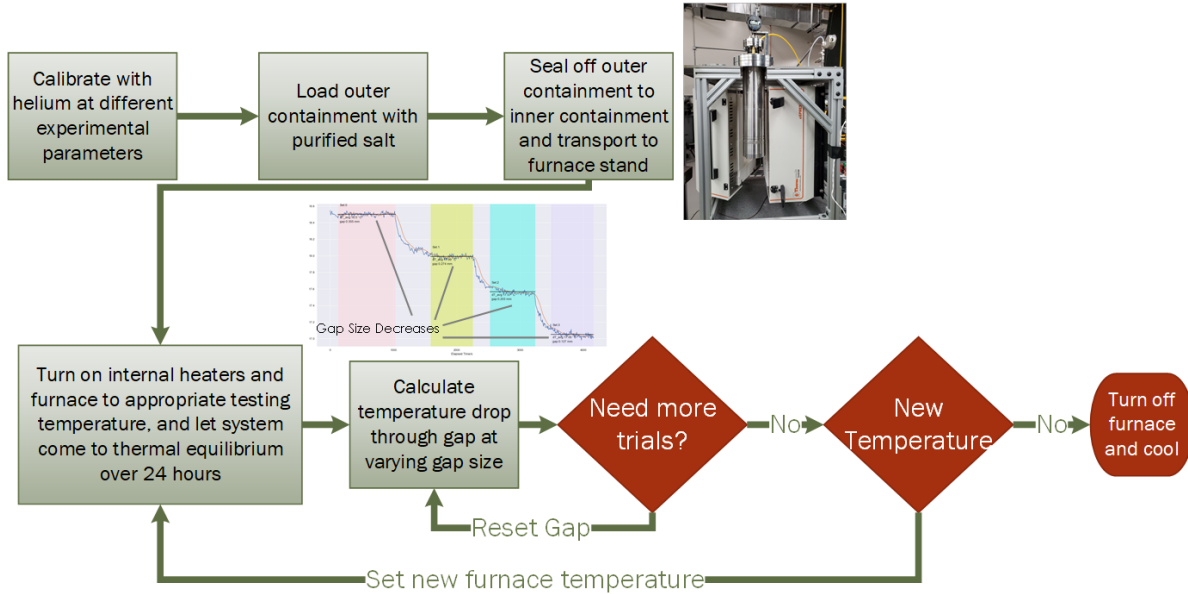 Calibrate with
helium at different
experimental
parameters
Load outer
containment with
purified salt
Seal off outer
containment to
inner containment
and transport to
furnace stand
Gap Size Decreases
Turn on internal heaters and
furnace to appropriate testing
temperature, and let system
come to thermal equilibrium
over 24 hours
Calculate
temperature drop
through gap at
varying gap size
Need more
trials?
No
New
Temperature
No
Turn off
furnace
and cool
Reset Gap
Set new furnace temperature